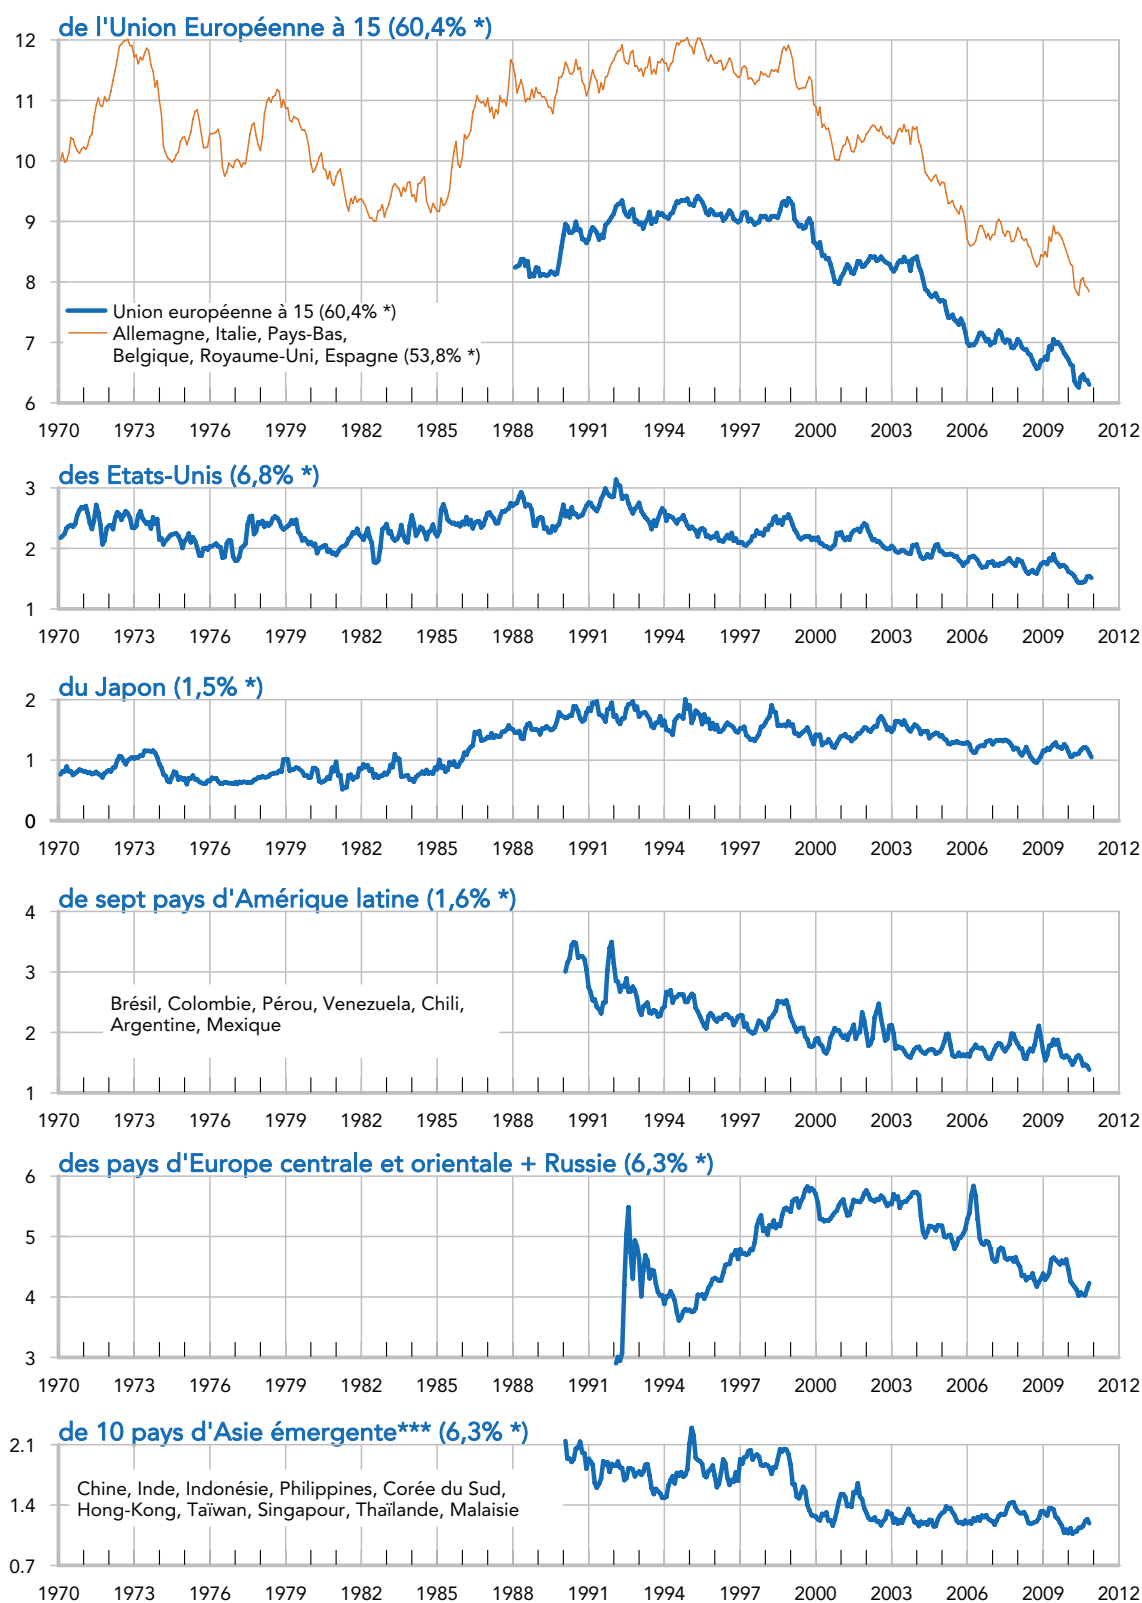 de l'Union Européenne à 15 (60,4% *)
12
11
10
9
8
7
6
Union européenne à 15 (60,4% *)
Allemagne, Italie, Pays-Bas,
Belgique, Royaume-Uni, Espagne (53,8% *)
1970 1973 1976 1979 1982 1985 1988 1991 1994 1997 2000 2003 2006 2009 2012
des Etats-Unis (6,8% *)
3
2
1
1970 1973 1976 1979 1982 1985 1988 1991 1994 1997 2000 2003 2006 2009 2012
du Japon (1,5% *)
2
1
0
1970 1973 1976 1979 1982 1985 1988 1991 1994 1997 2000 2003 2006 2009 2012
de sept pays d'Amérique latine (1,6% *)
4
3
2
1
Brésil, Colombie, Pérou, Venezuela, Chili,
Argentine, Mexique
1970 1973 1976 1979 1982 1985 1988 1991 1994 1997 2000 2003 2006 2009 2012
des pays d'Europe centrale et orientale + Russie (6,3% *)
6
5
4
3
1970 1973 1976 1979 1982 1985 1988 1991 1994 1997 2000 2003 2006 2009 2012
de 10 pays d'Asie émergente*** (6,3% *)
2.1
1.4
0.7
Chine, Inde, Indonésie, Philippines, Corée du Sud,
Hong-Kong, Taïwan, Singapour, Thaïlande, Malaisie
1970 1973 1976 1979 1982 1985 1988 1991 1994 1997 2000 2003 2006 2009 2012